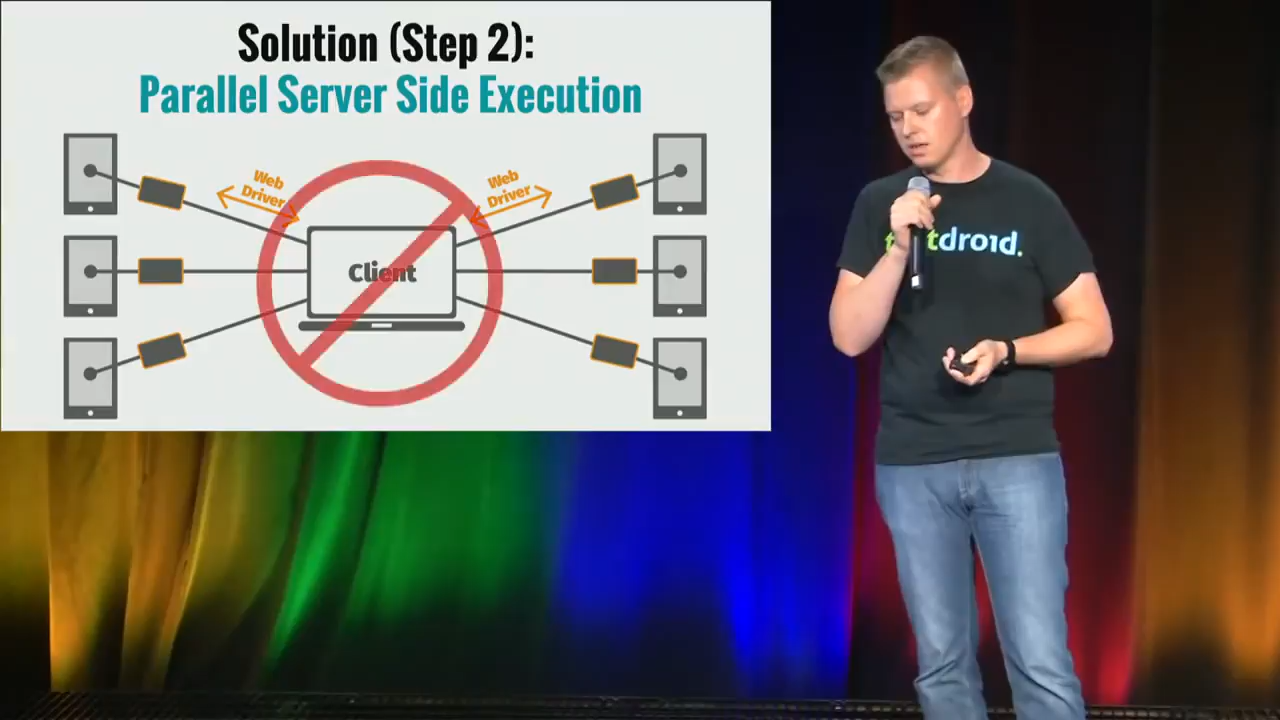 Solution (Step 2):
Parallel Server Side Execution
Web
Driver
Web
Driver
Client